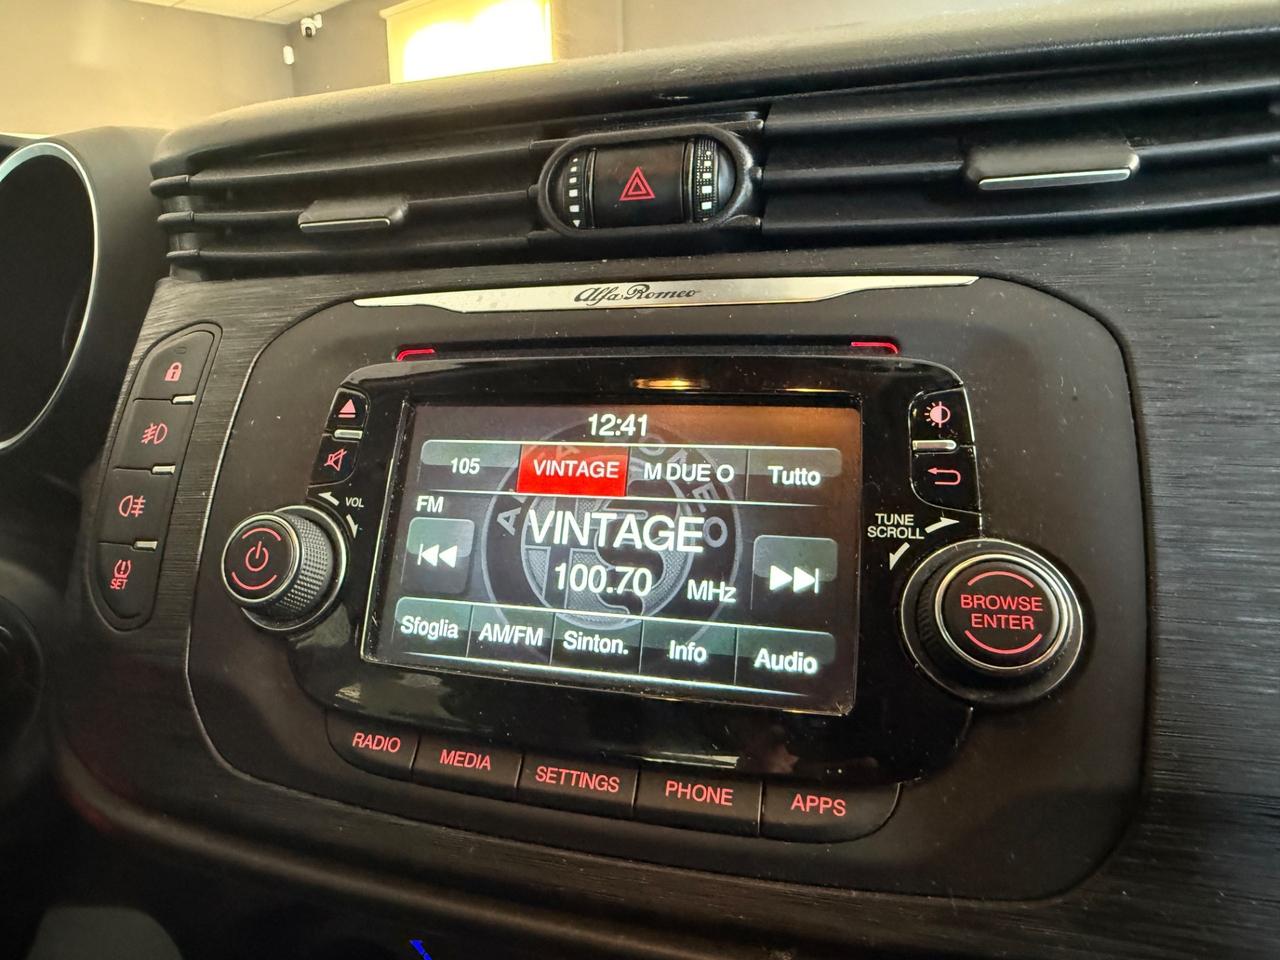 Alfa Romeo
12:41
105 VINTAGE M DUE O Tutto
FM
VINTAGE
100.70 MHz
Sfoglia AM/FM Sinton. Info Audio
VOL
TUNE
SCROLL
BROWSE
ENTER
SET
RADIO MEDIA SETTINGS PHONE APPS